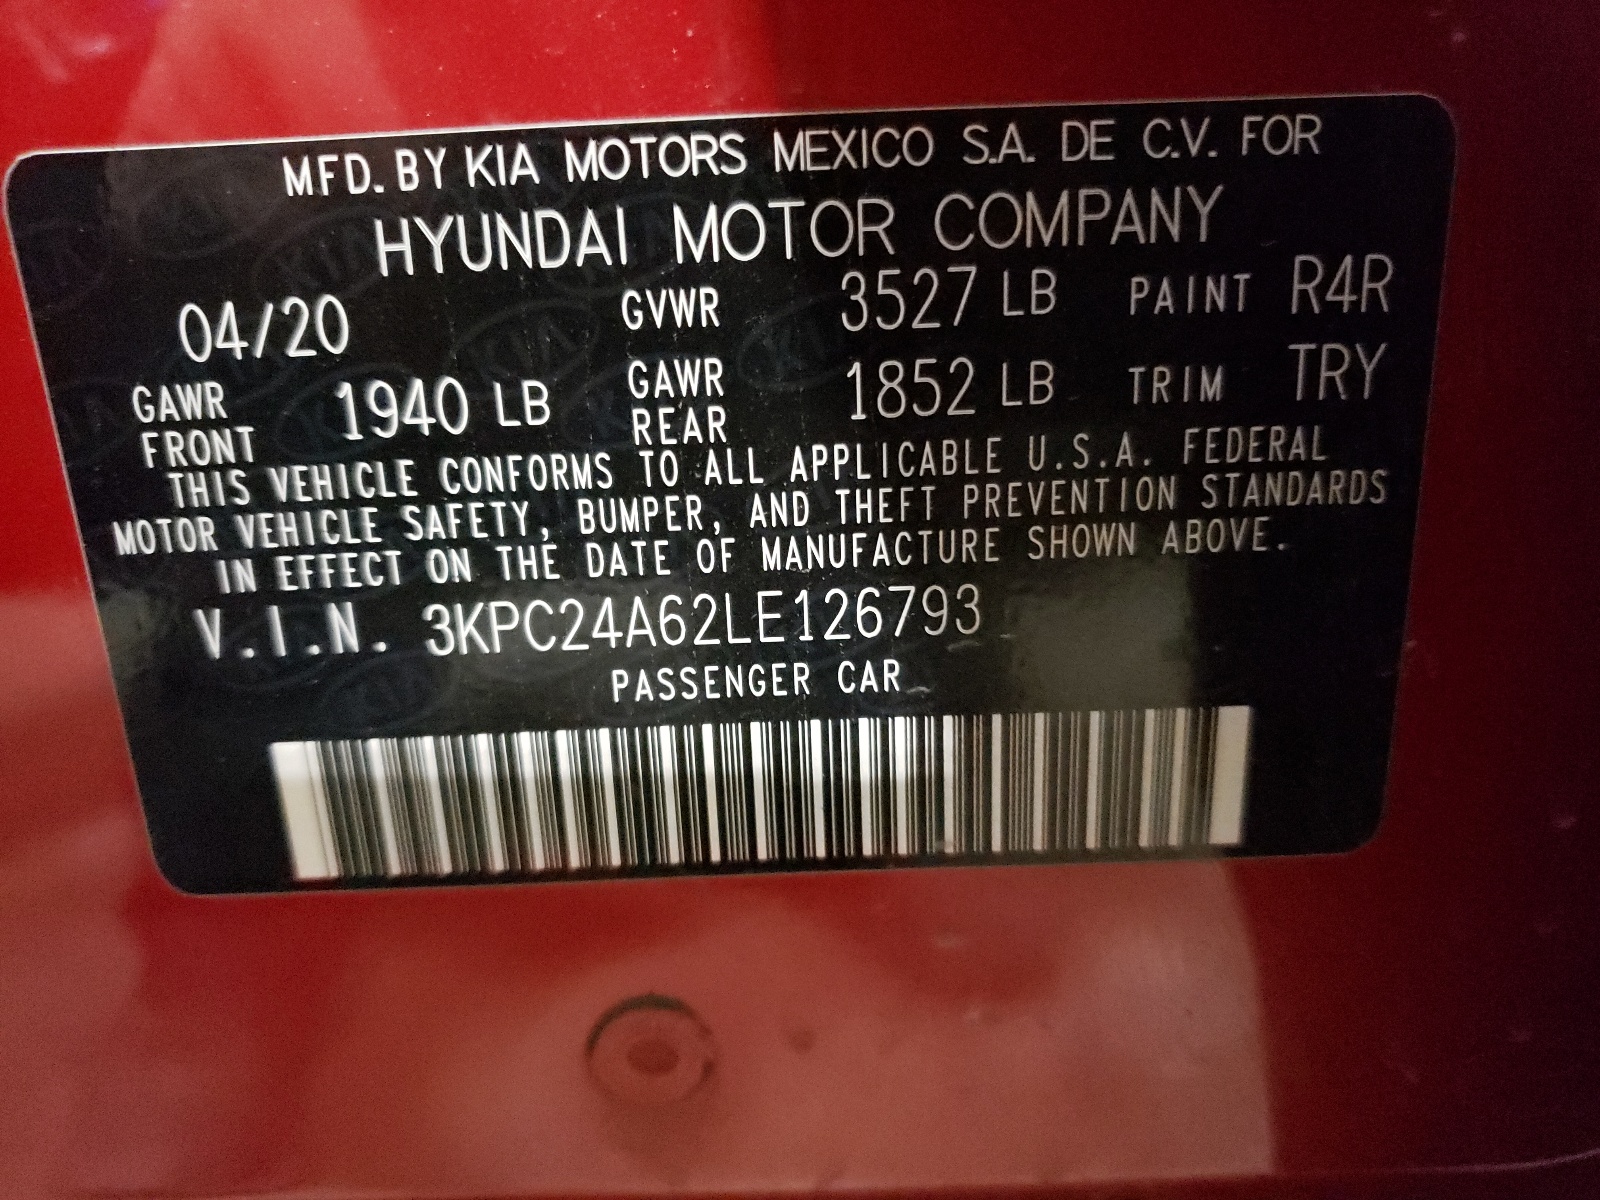 MFD. BY KIA MOTORS MEXICO S.A. DE C.V. FOR
HYUNDAI MOTOR COMPANY
04/20 GVWR 3527 LB PAINT R4R
GAWR FRONT 1940 LB GAWR REAR 1852 LB TRIM TRY
THIS VEHICLE CONFORMS TO ALL APPLICABLE U.S.A. FEDERAL
MOTOR VEHICLE SAFETY, BUMPER, AND THEFT PREVENTION STANDARDS
IN EFFECT ON THE DATE OF MANUFACTURE SHOWN ABOVE.
V.I.N. 3KPC24A62LE126793
PASSENGER CAR